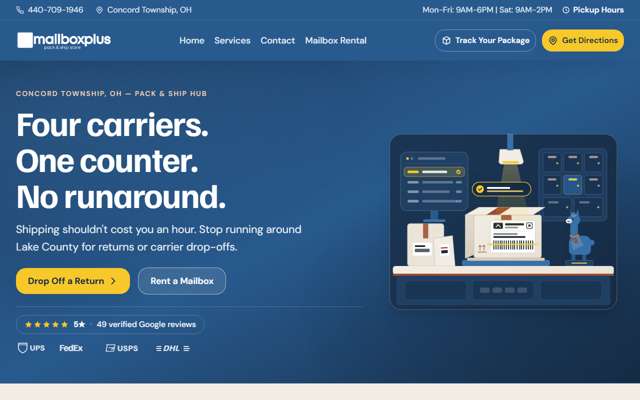 440-709-1946
Concord Township, OH
Mon-Fri: 9AM-6PM | Sat: 9AM-2PM
Pickup Hours
mailboxplus
pack & ship store
Home
Services
Contact
Mailbox Rental
Track Your Package
Get Directions
CONCORD TOWNSHIP, OH — PACK & SHIP HUB
Four carriers.
One counter.
No runaround.
Shipping shouldn't cost you an hour. Stop running around
Lake County for returns or carrier drop-offs.
Drop Off a Return
Rent a Mailbox
5★ · 49 verified Google reviews
UPS
FedEx
USPS
DHL